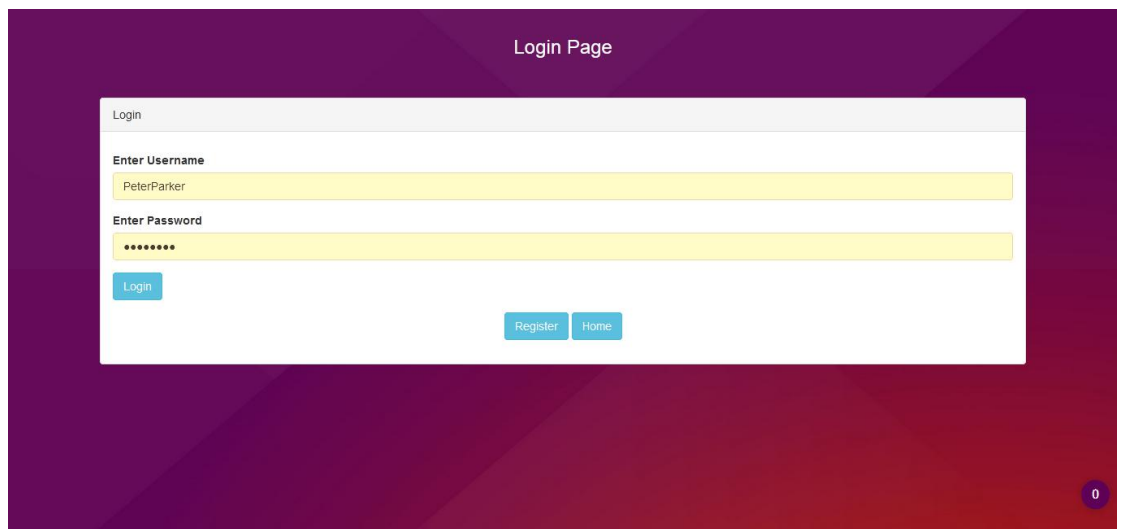 Login Page
Login
Enter Username
PeterParker
Enter Password
••••••••
Login
Register Home
0